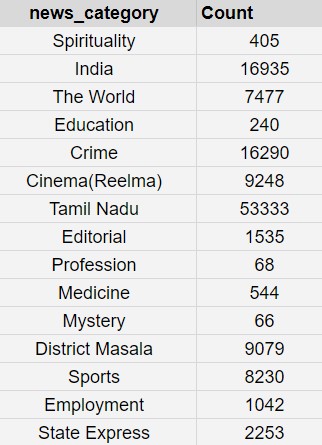 news_category Count
Spirituality 405
India 16935
The World 7477
Education 240
Crime 16290
Cinema(Reelma) 9248
Tamil Nadu 53333
Editorial 1535
Profession 68
Medicine 544
Mystery 66
District Masala 9079
Sports 8230
Employment 1042
State Express 2253